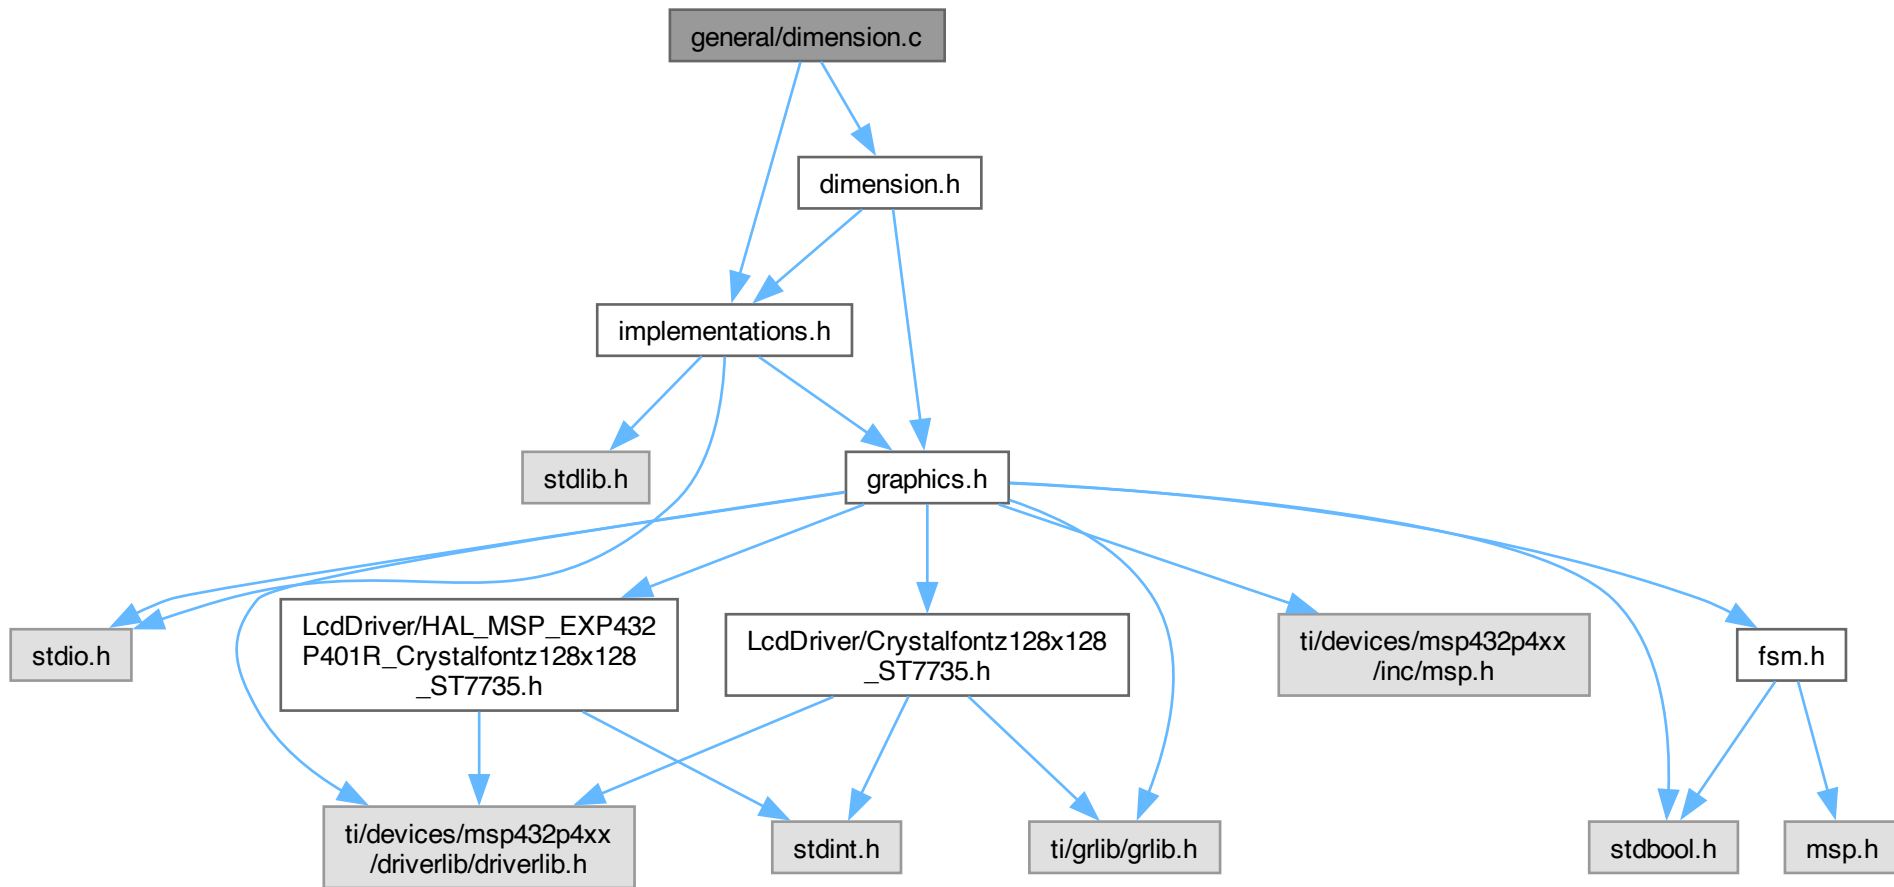 general/dimension.c
dimension.h
implementations.h
stdlib.h
graphics.h
stdio.h
LcdDriver/HAL_MSP_EXP432
P401R_Crystalfontz128x128
_ST7735.h
LcdDriver/Crystalfontz128x128
_ST7735.h
ti/devices/msp432p4xx
/inc/msp.h
fsm.h
ti/devices/msp432p4xx
/driverlib/driverlib.h
stdint.h
ti/grlib/grlib.h
stdbool.h
msp.h